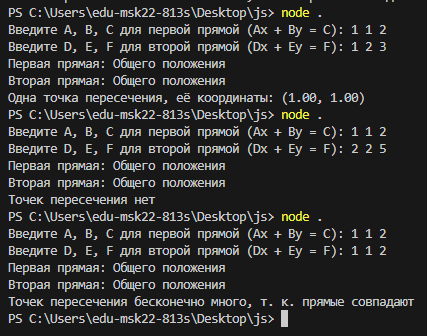 PS C:\Users\edu-msk22-813s\Desktop\js> node .
Введите A, B, C для первой прямой (Ax + By = C): 1 1 2
Введите D, E, F для второй прямой (Dx + Ey = F): 1 2 3
Первая прямая: Общего положения
Вторая прямая: Общего положения
Одна точка пересечения, её координаты: (1.00, 1.00)
PS C:\Users\edu-msk22-813s\Desktop\js> node .
Введите A, B, C для первой прямой (Ax + By = C): 1 1 2
Введите D, E, F для второй прямой (Dx + Ey = F): 2 2 5
Первая прямая: Общего положения
Вторая прямая: Общего положения
Точек пересечения нет
PS C:\Users\edu-msk22-813s\Desktop\js> node .
Введите A, B, C для первой прямой (Ax + By = C): 1 1 2
Введите D, E, F для второй прямой (Dx + Ey = F): 1 1 2
Первая прямая: Общего положения
Вторая прямая: Общего положения
Точек пересечения бесконечно много, т. к. прямые совпадают
PS C:\Users\edu-msk22-813s\Desktop\js>